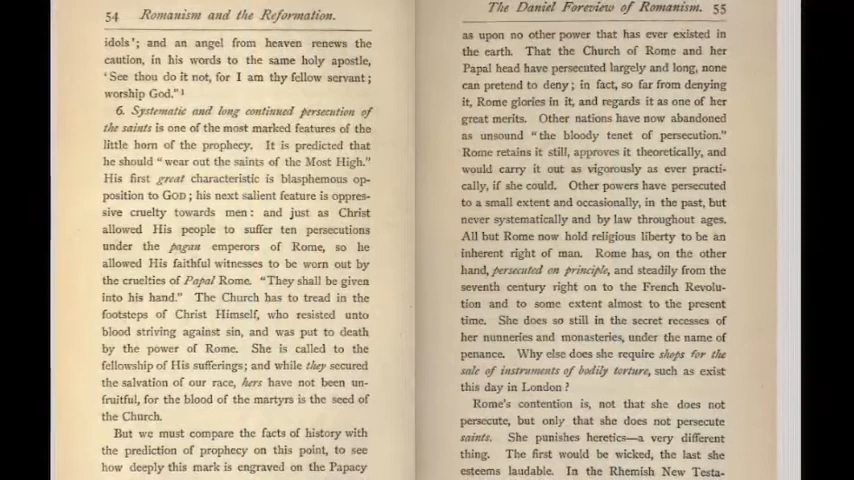 54 Romanism and the Reformation.
idols'; and an angel from heaven renews the
caution, in his words to the same holy apostle,
'See thou do it not, for I am thy fellow servant;
worship God."¹
6. Systematic and long continued persecution of
the saints is one of the most marked features of the
little horn of the prophecy. It is predicted that
he should "wear out the saints of the Most High."
His first great characteristic is blasphemous op-
position to GOD; his next salient feature is oppres-
sive cruelty towards men: and just as Christ
allowed His people to suffer ten persecutions
under the pagan emperors of Rome, so he
allowed His faithful witnesses to be worn out by
the cruelties of Papal Rome. "They shall be given
into his hand." The Church has to tread in the
footsteps of Christ Himself, who resisted unto
blood striving against sin, and was put to death
by the power of Rome. She is called to the
fellowship of His sufferings; and while they secured
the salvation of our race, hers have not been un-
fruitful, for the blood of the martyrs is the seed of
the Church.
But we must compare the facts of history with
the prediction of prophecy on this point, to see
how deeply this mark is engraved on the Papacy
The Daniel Foreview of Romanism. 55
as upon no other power that has ever existed in
the earth. That the Church of Rome and her
Papal head have persecuted largely and long, none
can pretend to deny; in fact, so far from denying
it, Rome glories in it, and regards it as one of her
great merits. Other nations have now abandoned
as unsound "the bloody tenet of persecution."
Rome retains it still, approves it theoretically, and
would carry it out as vigorously as ever practi-
cally, if she could. Other powers have persecuted
to a small extent and occasionally, in the past, but
never systematically and by law throughout ages.
All but Rome now hold religious liberty to be an
inherent right of man. Rome has, on the other
hand, persecuted on principle, and steadily from the
seventh century right on to the French Revolu-
tion and to some extent almost to the present
time. She does so still in the secret recesses of
her nunneries and monasteries, under the name of
penance. Why else does she require shops for the
sale of instruments of bodily torture, such as exist
this day in London?
Rome's contention is, not that she does not
persecute, but only that she does not persecute
saints. She punishes heretics—a very different
thing. The first would be wicked, the last she
esteems laudable. In the Rhemish New Testa-